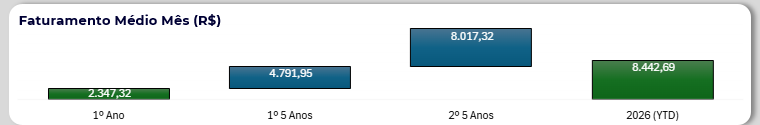 Faturamento Médio Mês (R$)
8.017,32
8.442,69
4.791,95
2.347,32
1º Ano
1º 5 Anos
2º 5 Anos
2026 (YTD)